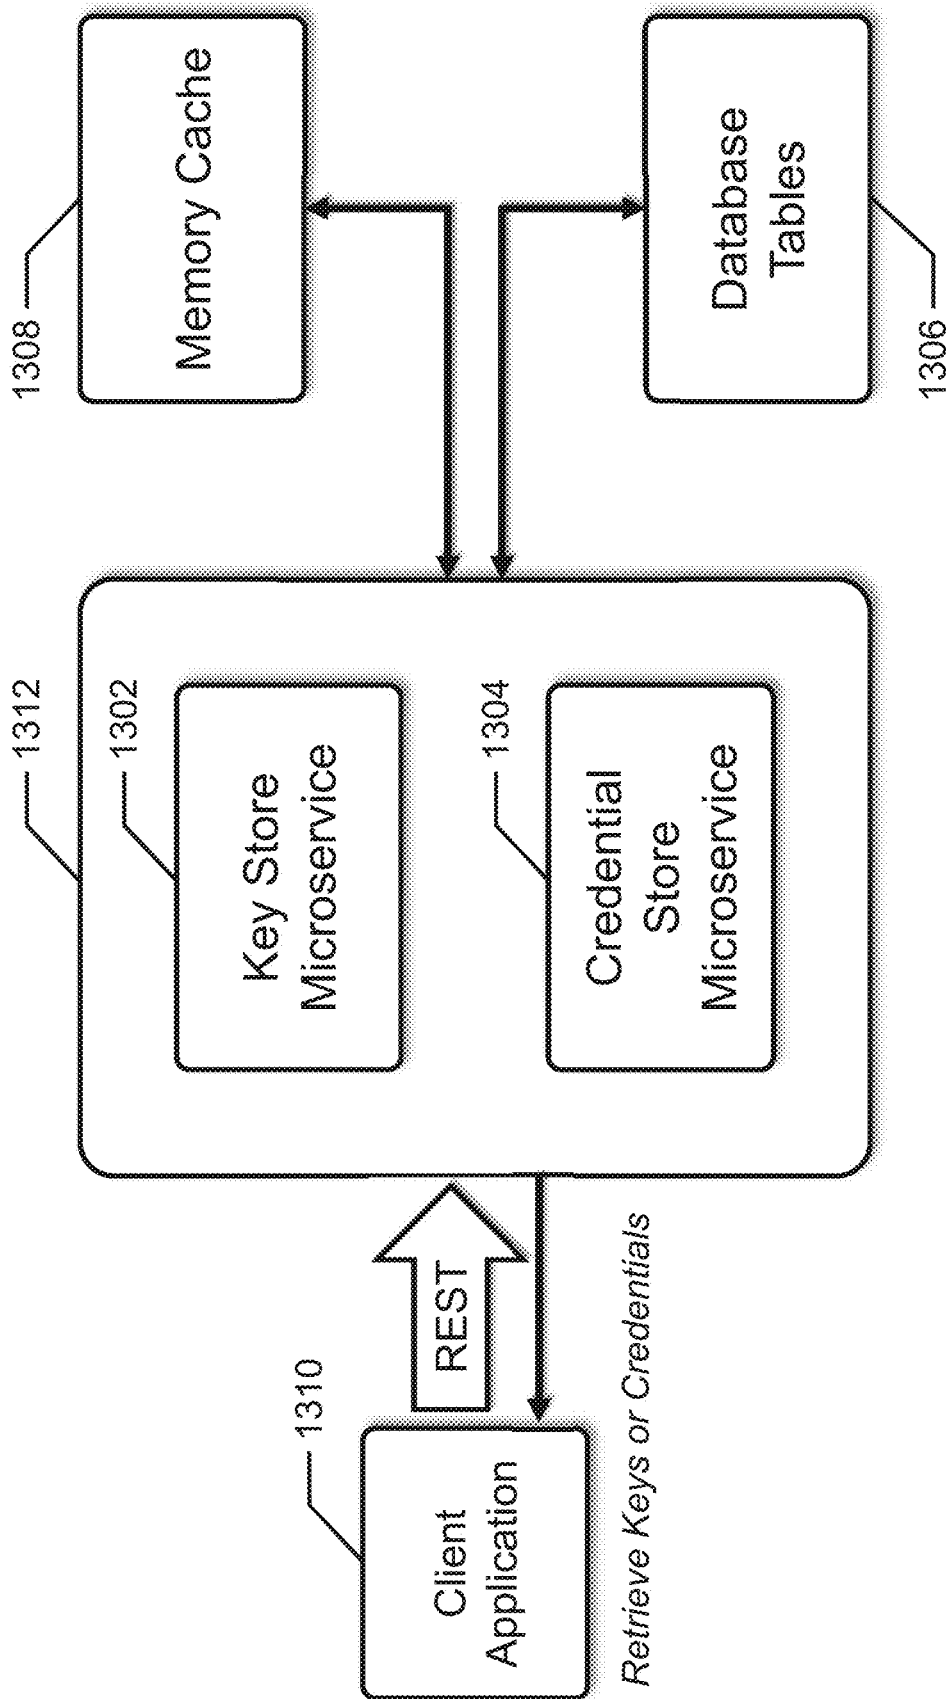 1310
Client
Application
REST
Retrieve Keys or Credentials
1312
1302
Key Store
Microservice
1304
Credential
Store
Microservice
1308
Memory Cache
Database
Tables
1306